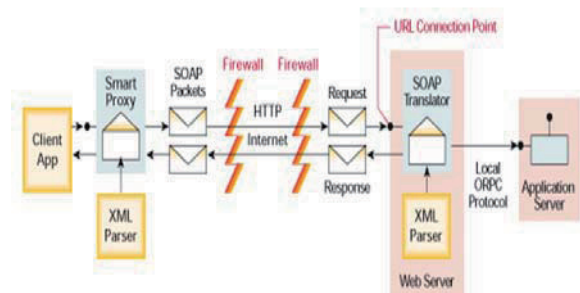 URL Connection Point
Firewall
Firewall
Smart
Proxy
SOAP
Packets
Request
SOAP
Translator
HTTP
Client
App
Internet
Response
Local
ORPC
Protocol
Application
Server
XML
Parser
XML
Parser
Web Server